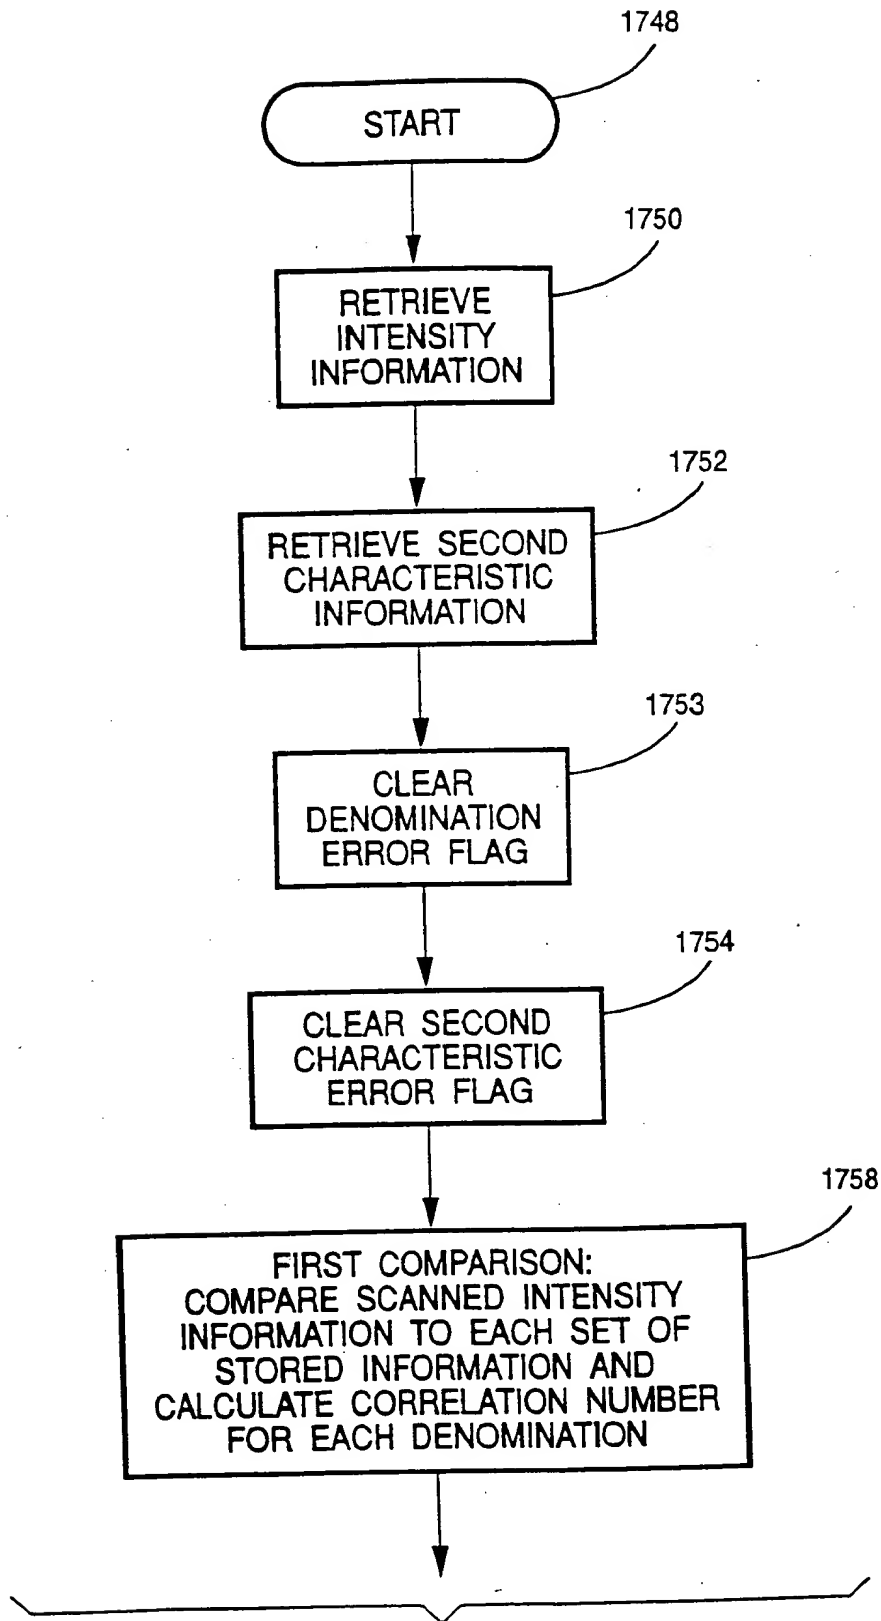 1748
START
1750
RETRIEVE
INTENSITY
INFORMATION
1752
RETRIEVE SECOND
CHARACTERISTIC
INFORMATION
1753
CLEAR
DENOMINATION
ERROR FLAG
1754
CLEAR SECOND
CHARACTERISTIC
ERROR FLAG
1758
FIRST COMPARISON:
COMPARE SCANNED INTENSITY
INFORMATION TO EACH SET OF
STORED INFORMATION AND
CALCULATE CORRELATION NUMBER
FOR EACH DENOMINATION